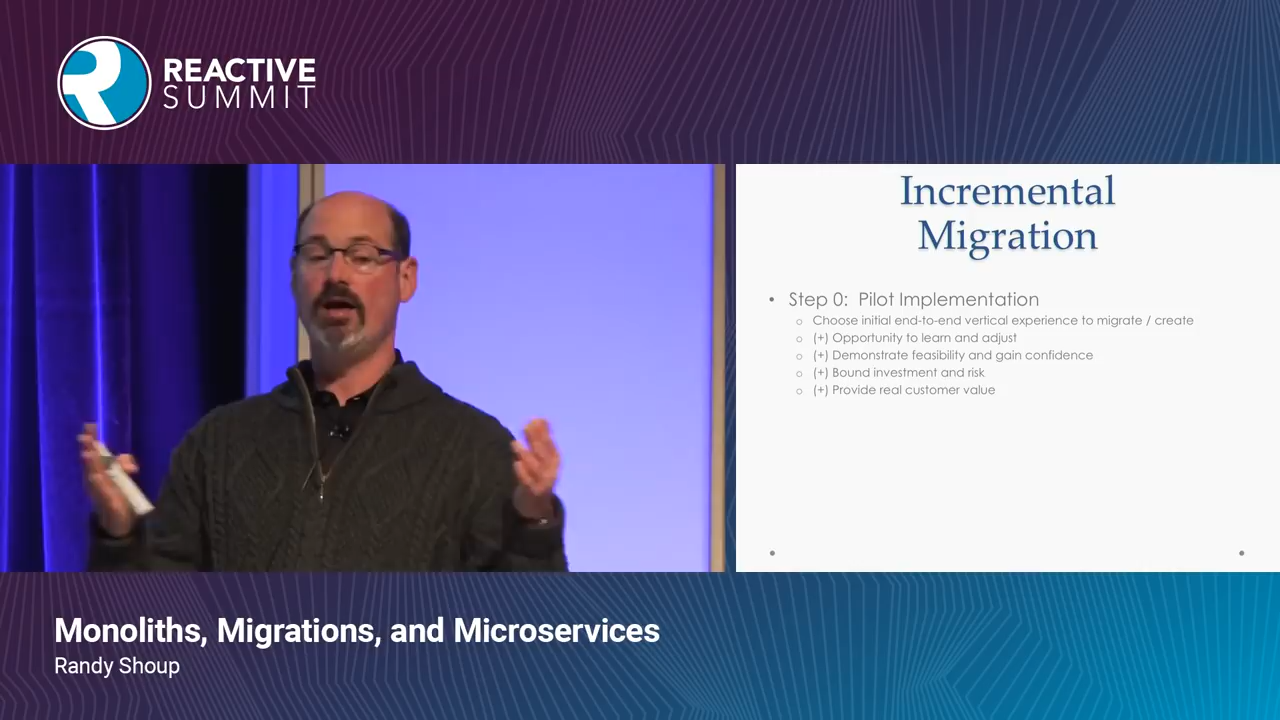 REACTIVE
SUMMIT
Incremental
Migration
• Step 0: Pilot Implementation
o Choose initial end-to-end vertical experience to migrate / create
o (+) Opportunity to learn and adjust
o (+) Demonstrate feasibility and gain confidence
o (+) Bound investment and risk
o (+) Provide real customer value
Monoliths, Migrations, and Microservices
Randy Shoup